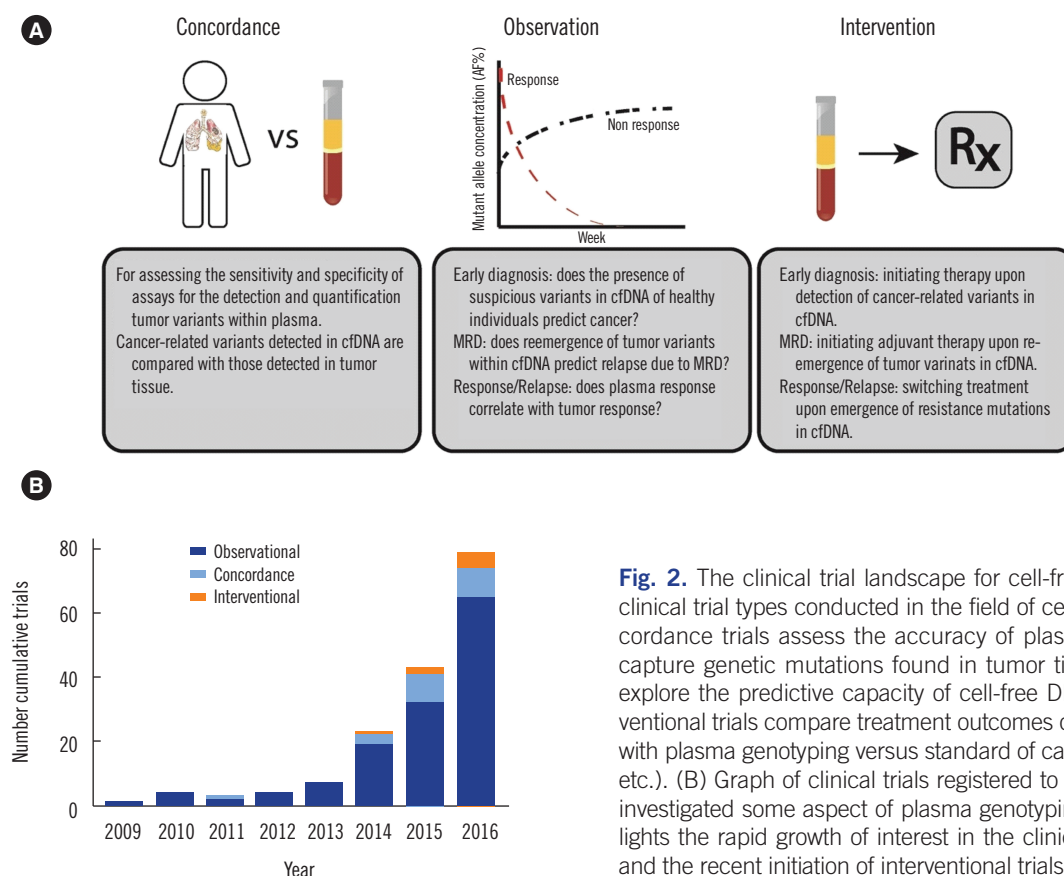 A
Concordance
Observation
Intervention
VS
Mutant allele concentration (AF%)
Response
Non response
Week
Rx
For assessing the sensitivity and specificity of
assays for the detection and quantification
tumor variants within plasma.
Cancer-related variants detected in cfDNA are
compared with those detected in tumor
tissue.
Early diagnosis: does the presence of
suspicious variants in cfDNA of healthy
individuals predict cancer?
MRD: does reemergence of tumor variants
within cfDNA predict relapse due to MRD?
Response/Relapse: does plasma response
correlate with tumor response?
Early diagnosis: initiating therapy upon
detection of cancer-related variants in
cfDNA.
MRD: initiating adjuvant therapy upon re-
emergence of tumor varinats in cfDNA.
Response/Relapse: switching treatment
upon emergence of resistance mutations
in cfDNA.
B
Number cumulative trials
80
60
40
20
0
Observational
Concordance
Interventional
2009 2010 2011 2012 2013 2014 2015 2016
Year
Fig. 2. The clinical trial landscape for cell-fr
clinical trial types conducted in the field of ce
cordance trials assess the accuracy of plas
capture genetic mutations found in tumor ti
explore the predictive capacity of cell-free D
ventional trials compare treatment outcomes o
with plasma genotyping versus standard of ca
etc.). (B) Graph of clinical trials registered to
investigated some aspect of plasma genotypin
lights the rapid growth of interest in the clinic
and the recent initiation of interventional trials